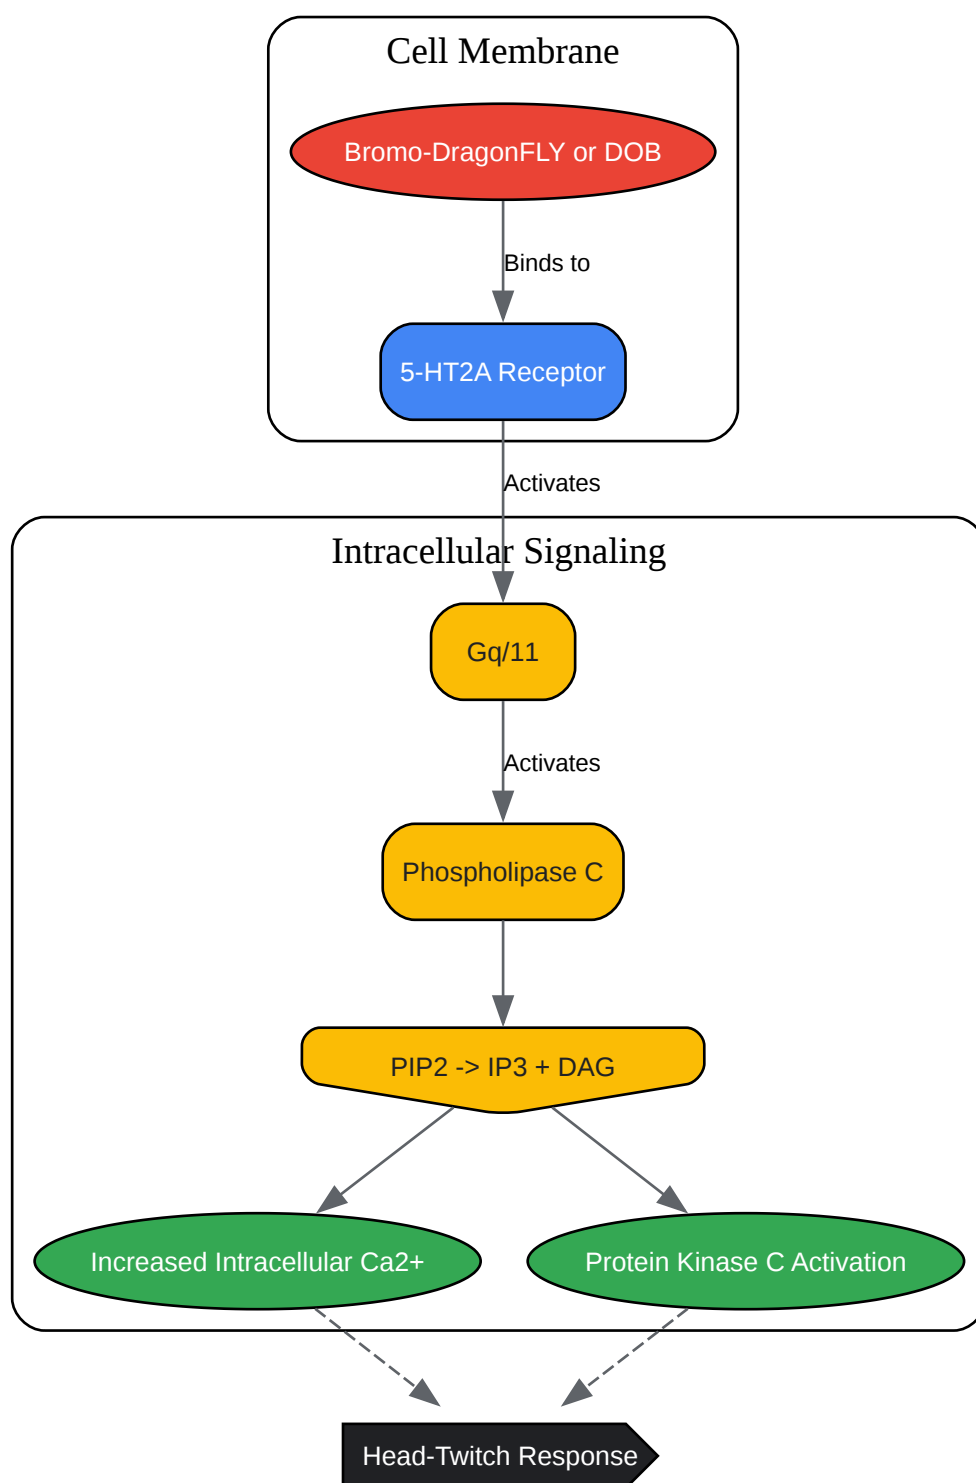 Cell Membrane
Bromo-DragonFLY or DOB
Binds to
5-HT2A Receptor
Activates
Intracellular Signaling
Gq/11
Activates
Phospholipase C
PIP2 -> IP3 + DAG
Increased Intracellular Ca2+
Protein Kinase C Activation
Head-Twitch Response